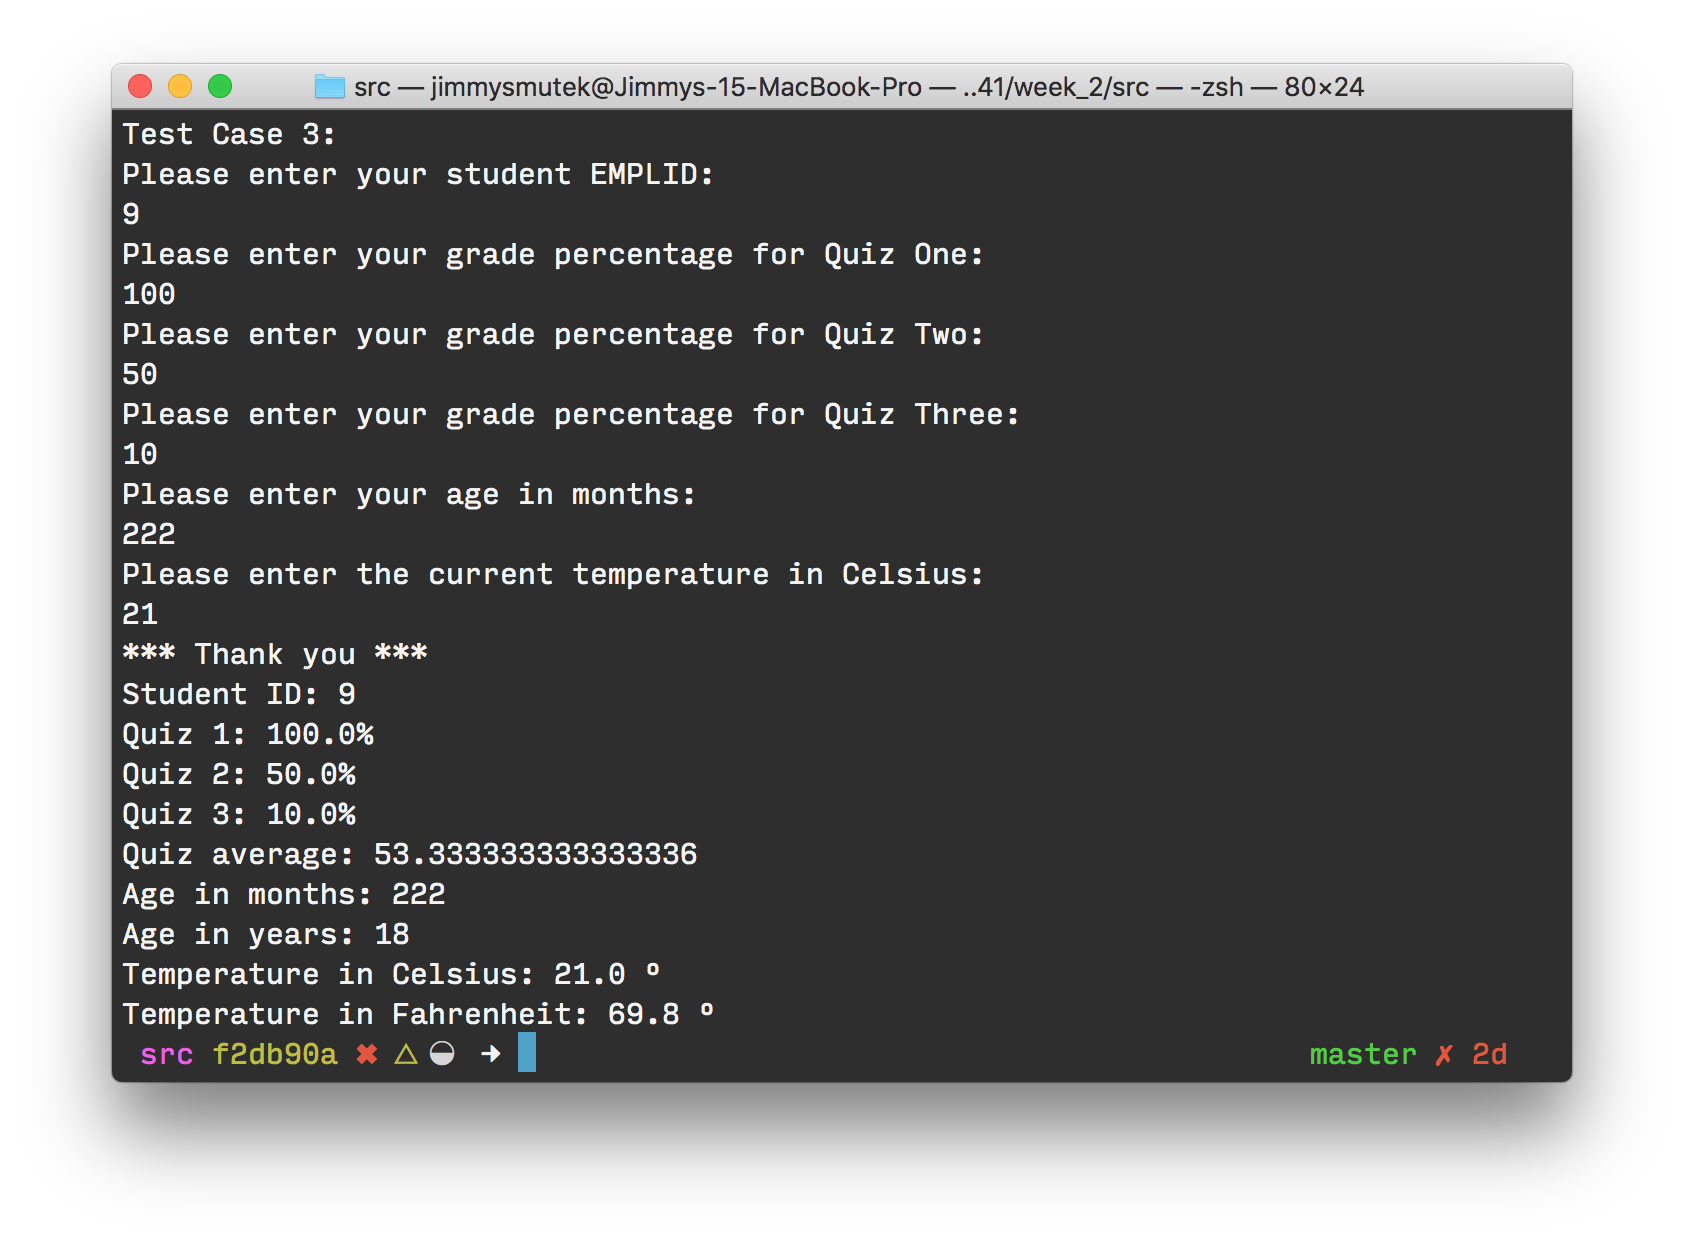 src — jimmysmutek@Jimmys-15-MacBook-Pro — ..41/week_2/src — -zsh — 80×24
Test Case 3:
Please enter your student EMPLID:
9
Please enter your grade percentage for Quiz One:
100
Please enter your grade percentage for Quiz Two:
50
Please enter your grade percentage for Quiz Three:
10
Please enter your age in months:
222
Please enter the current temperature in Celsius:
21
*** Thank you ***
Student ID: 9
Quiz 1: 100.0%
Quiz 2: 50.0%
Quiz 3: 10.0%
Quiz average: 53.333333333333336
Age in months: 222
Age in years: 18
Temperature in Celsius: 21.0 º
Temperature in Fahrenheit: 69.8 º
src f2db90a ✖ △ ◒ ➜ master ✗ 2d